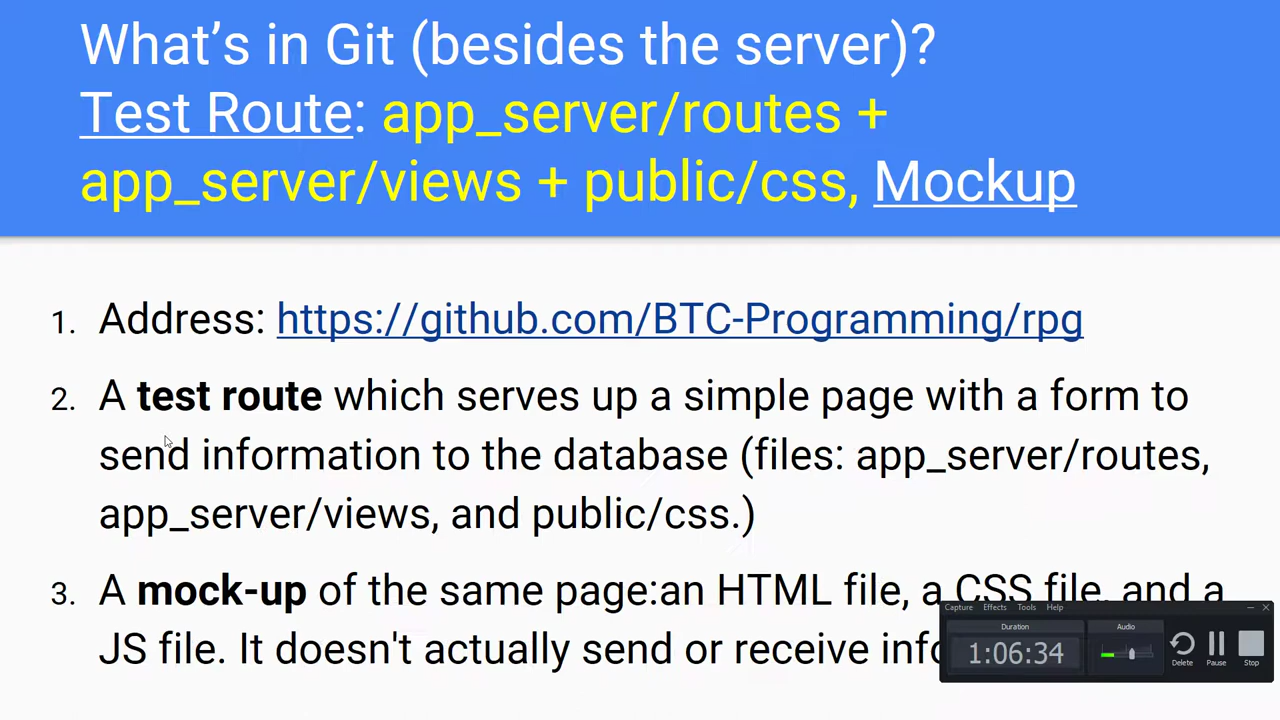 What's in Git (besides the server)?
Test Route: app_server/routes +
app_server/views + public/css, Mockup
1. Address: https://github.com/BTC-Programming/rpg
2. A test route which serves up a simple page with a form to
send information to the database (files: app_server/routes,
app_server/views, and public/css.)
3. A mock-up of the same page:an HTML file, a CSS file, and a
JS file. It doesn't actually send or receive
Capture Effects Tools Help
Duration Audio
1:06:34
Delete Pause Stop